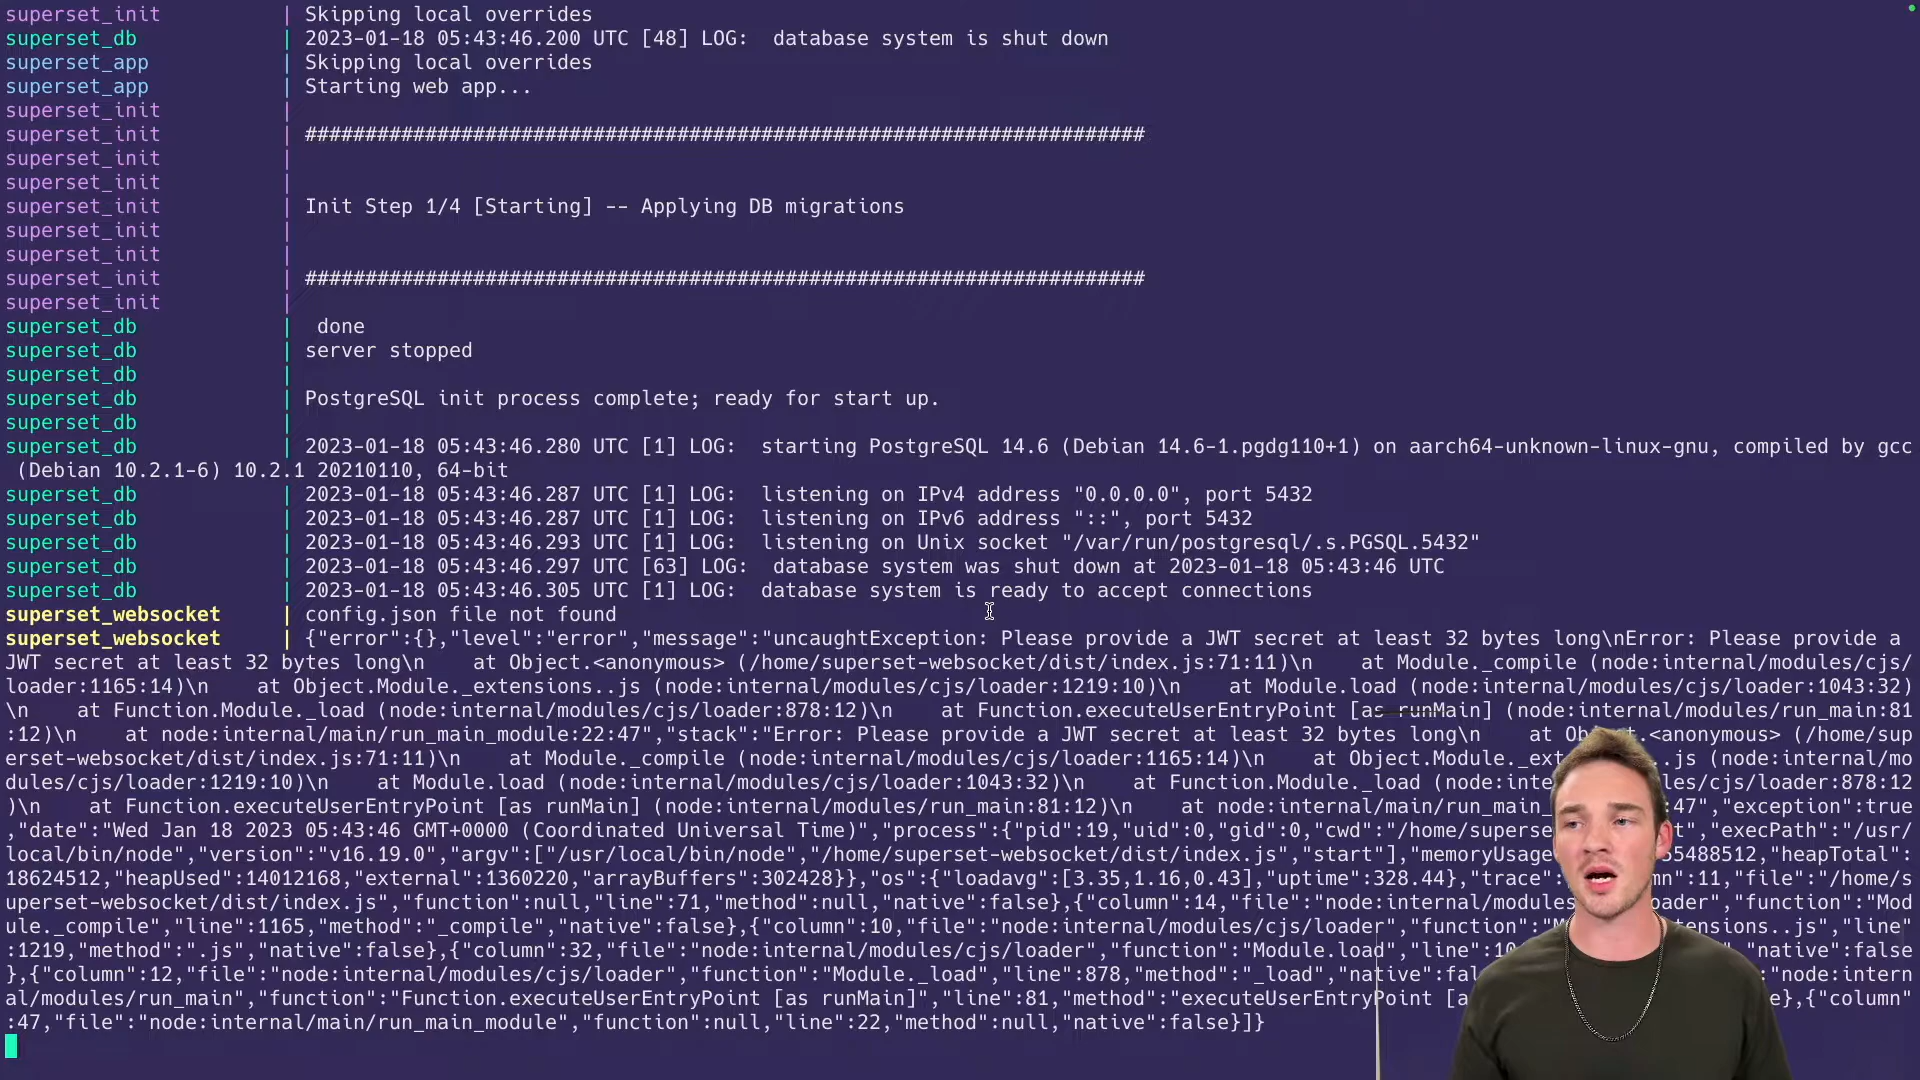 superset_init | Skipping local overrides
superset_db | 2023-01-18 05:43:46.200 UTC [48] LOG:  database system is shut down
superset_app | Skipping local overrides
superset_app | Starting web app...
superset_init |
superset_init | ######################################################################
superset_init |
superset_init |
superset_init | Init Step 1/4 [Starting] -- Applying DB migrations
superset_init |
superset_init |
superset_init | ######################################################################
superset_init |
superset_db |  done
superset_db | server stopped
superset_db |
superset_db | PostgreSQL init process complete; ready for start up.
superset_db |
superset_db | 2023-01-18 05:43:46.280 UTC [1] LOG:  starting PostgreSQL 14.6 (Debian 14.6-1.pgdg110+1) on aarch64-unknown-linux-gnu, compiled by gcc
(Debian 10.2.1-6) 10.2.1 20210110, 64-bit
superset_db | 2023-01-18 05:43:46.287 UTC [1] LOG:  listening on IPv4 address "0.0.0.0", port 5432
superset_db | 2023-01-18 05:43:46.287 UTC [1] LOG:  listening on IPv6 address "::", port 5432
superset_db | 2023-01-18 05:43:46.293 UTC [1] LOG:  listening on Unix socket "/var/run/postgresql/.s.PGSQL.5432"
superset_db | 2023-01-18 05:43:46.297 UTC [63] LOG:  database system was shut down at 2023-01-18 05:43:46 UTC
superset_db | 2023-01-18 05:43:46.305 UTC [1] LOG:  database system is ready to accept connections
superset_websocket | config.json file not found
superset_websocket | {"error":{},"level":"error","message":"uncaughtException: Please provide a JWT secret at least 32 bytes long\nError: Please provide a
JWT secret at least 32 bytes long\n    at Object.<anonymous> (/home/superset-websocket/dist/index.js:71:11)\n    at Module._compile (node:internal/modules/cjs/
loader:1165:14)\n    at Object.Module._extensions..js (node:internal/modules/cjs/loader:1219:10)\n    at Module.load (node:internal/modules/cjs/loader:1043:32)
\n    at Function.Module._load (node:internal/modules/cjs/loader:878:12)\n    at Function.executeUserEntryPoint [as runMain] (node:internal/modules/run_main:81
:12)\n    at node:internal/main/run_main_module:22:47","stack":"Error: Please provide a JWT secret at least 32 bytes long\n    at Ob .<anonymous> (/home/sup
erset-websocket/dist/index.js:71:11)\n    at Module._compile (node:internal/modules/cjs/loader:1165:14)\n    at Object.Module._ext s..js (node:internal/mo
dules/cjs/loader:1219:10)\n    at Module.load (node:internal/modules/cjs/loader:1043:32)\n    at Function.Module._load (node:inte ules/cjs/loader:878:12
)\n    at Function.executeUserEntryPoint [as runMain] (node:internal/modules/run_main:81:12)\n    at node:internal/main/run_main_ 47","exception":true
,"date":"Wed Jan 18 2023 05:43:46 GMT+0000 (Coordinated Universal Time)","process":{"pid":19,"uid":0,"gid":0,"cwd":"/home/superse t","execPath":"/usr/
local/bin/node","version":"v16.19.0","argv":["/usr/local/bin/node","/home/superset-websocket/dist/index.js","start"],"memoryUsage 55488512,"heapTotal":
18624512,"heapUsed":14012168,"external":1360220,"arrayBuffers":302428}},"os":{"loadavg":[3.35,1.16,0.43],"uptime":328.44},"trace mn":11,"file":"/home/s
uperset-websocket/dist/index.js","function":null,"line":71,"method":null,"native":false},{"column":14,"file":"node:internal/modules oader","function":"Mod
ule._compile","line":1165,"method":"_compile","native":false},{"column":10,"file":"node:internal/modules/cjs/loader","function":"M tensions..js","line":
1219,"method":".js","native":false},{"column":32,"file":"node:internal/modules/cjs/loader","function":"Module.load","line":10 "native":false
},{"column":12,"file":"node:internal/modules/cjs/loader","function":"Module._load","line":878,"method":"_load","native":fal :"node:intern
al/modules/run_main","function":"Function.executeUserEntryPoint [as runMain]","line":81,"method":"executeUserEntryPoint [a e},{"column"
:47,"file":"node:internal/main/run_main_module","function":null,"line":22,"method":null,"native":false}]}